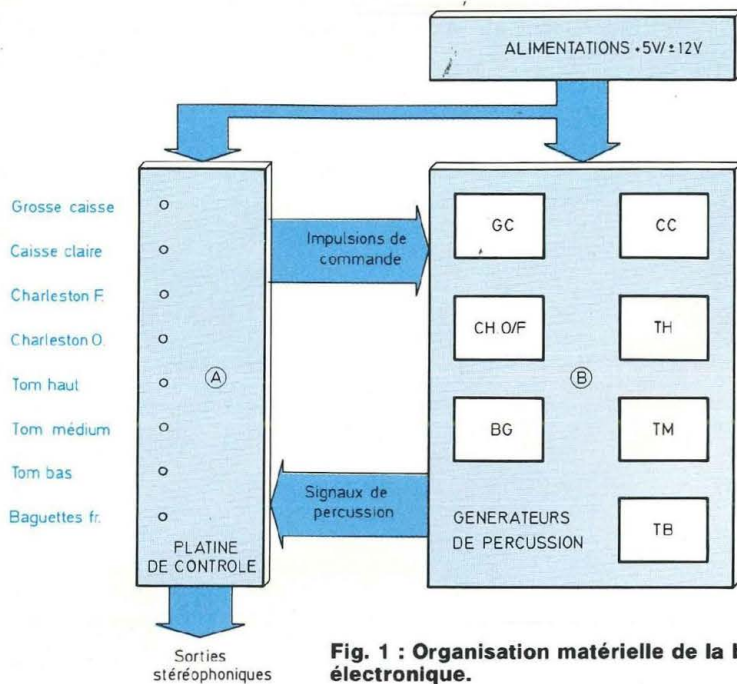 ALIMENTATIONS +5V/±12V
Grosse caisse
Caisse claire
Charleston F.
Charleston O.
Tom haut
Tom médium
Tom bas
Baguettes fr.
A
PLATINE
DE CONTROLE
Impulsions de
commande
Signaux de
percussion
GC
CC
CH.O/F
TH
B
BG
TM
TB
GENERATEURS
DE PERCUSSION
Sorties
stéréophoniques
Fig. 1 : Organisation matérielle de la
électronique.